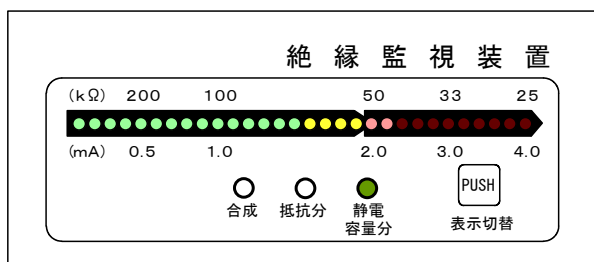 絶縁監視装置
(kΩ) 200 100 50 33 25
(mA) 0.5 1.0 2.0 3.0 4.0
合成 抵抗分 静電容量分
PUSH
表示切替